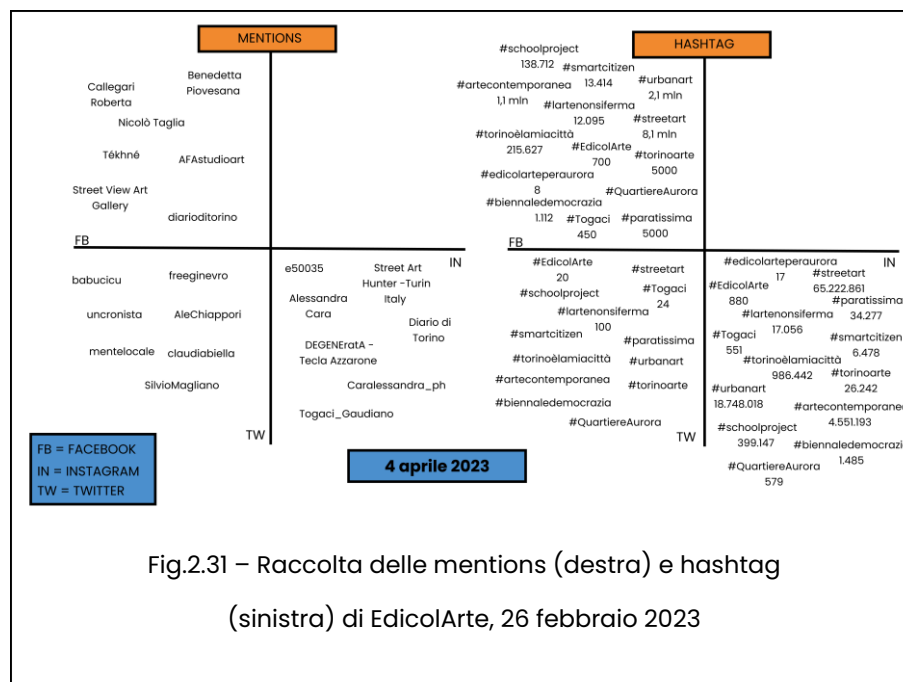 MENTIONS
Callegari
Roberta
Benedetta
Piovesana
Nicolò Taglia
Tékhné
AFAstudioart
Street View Art
Gallery
diarioditorino
FB
IN
babucicu
freeginevro
uncronista
AleChiappori
mentelocale
claudiabiella
SilvioMagliano
e50035
Street Art
Hunter -Turin
Italy
Alessandra
Cara
Diario di
Torino
DEGENEratA -
Tecla Azzarone
Caralessandra_ph
Togaci_Gaudiano
TW
HASHTAG
#schoolproject
138.712
#smartcitizen
13.414
#urbanart
2,1 mln
#artecontemporanea
1,1 mln
#lartenonsiferma
12.095
#streetart
8,1 mln
#torinoèlamiacittà
215.627
#EdicolArte
700
#torinoarte
5000
#edicolarteperaurora
8
#QuartiereAurora
#biennaledemocrazia
1.112
#Togaci
450
#paratissima
5000
FB
IN
#EdicolArte
20
#streetart
#schoolproject
#Togaci
24
#lartenonsiferma
100
#smartcitizen
#paratissima
#torinoèlamiacittà
#urbanart
#artecontemporanea
#torinoarte
#biennaledemocrazia
#QuartiereAurora
TW
#edicolarteperaurora
17
#streetart
65.222.861
#EdicolArte
880
#paratissima
34.277
#lartenonsiferma
17.056
#Togaci
551
#smartcitizen
6.478
#torinoèlamiacittà
986.442
#torinoarte
26.242
#urbanart
18.748.018
#artecontemporanea
4.551.193
#schoolproject
399.147
#biennaledemocrazia
1.485
#QuartiereAurora
579
FB = FACEBOOK
IN = INSTAGRAM
TW = TWITTER
4 aprile 2023
Fig.2.31 – Raccolta delle mentions (destra) e hashtag
(sinistra) di EdicolArte, 26 febbraio 2023